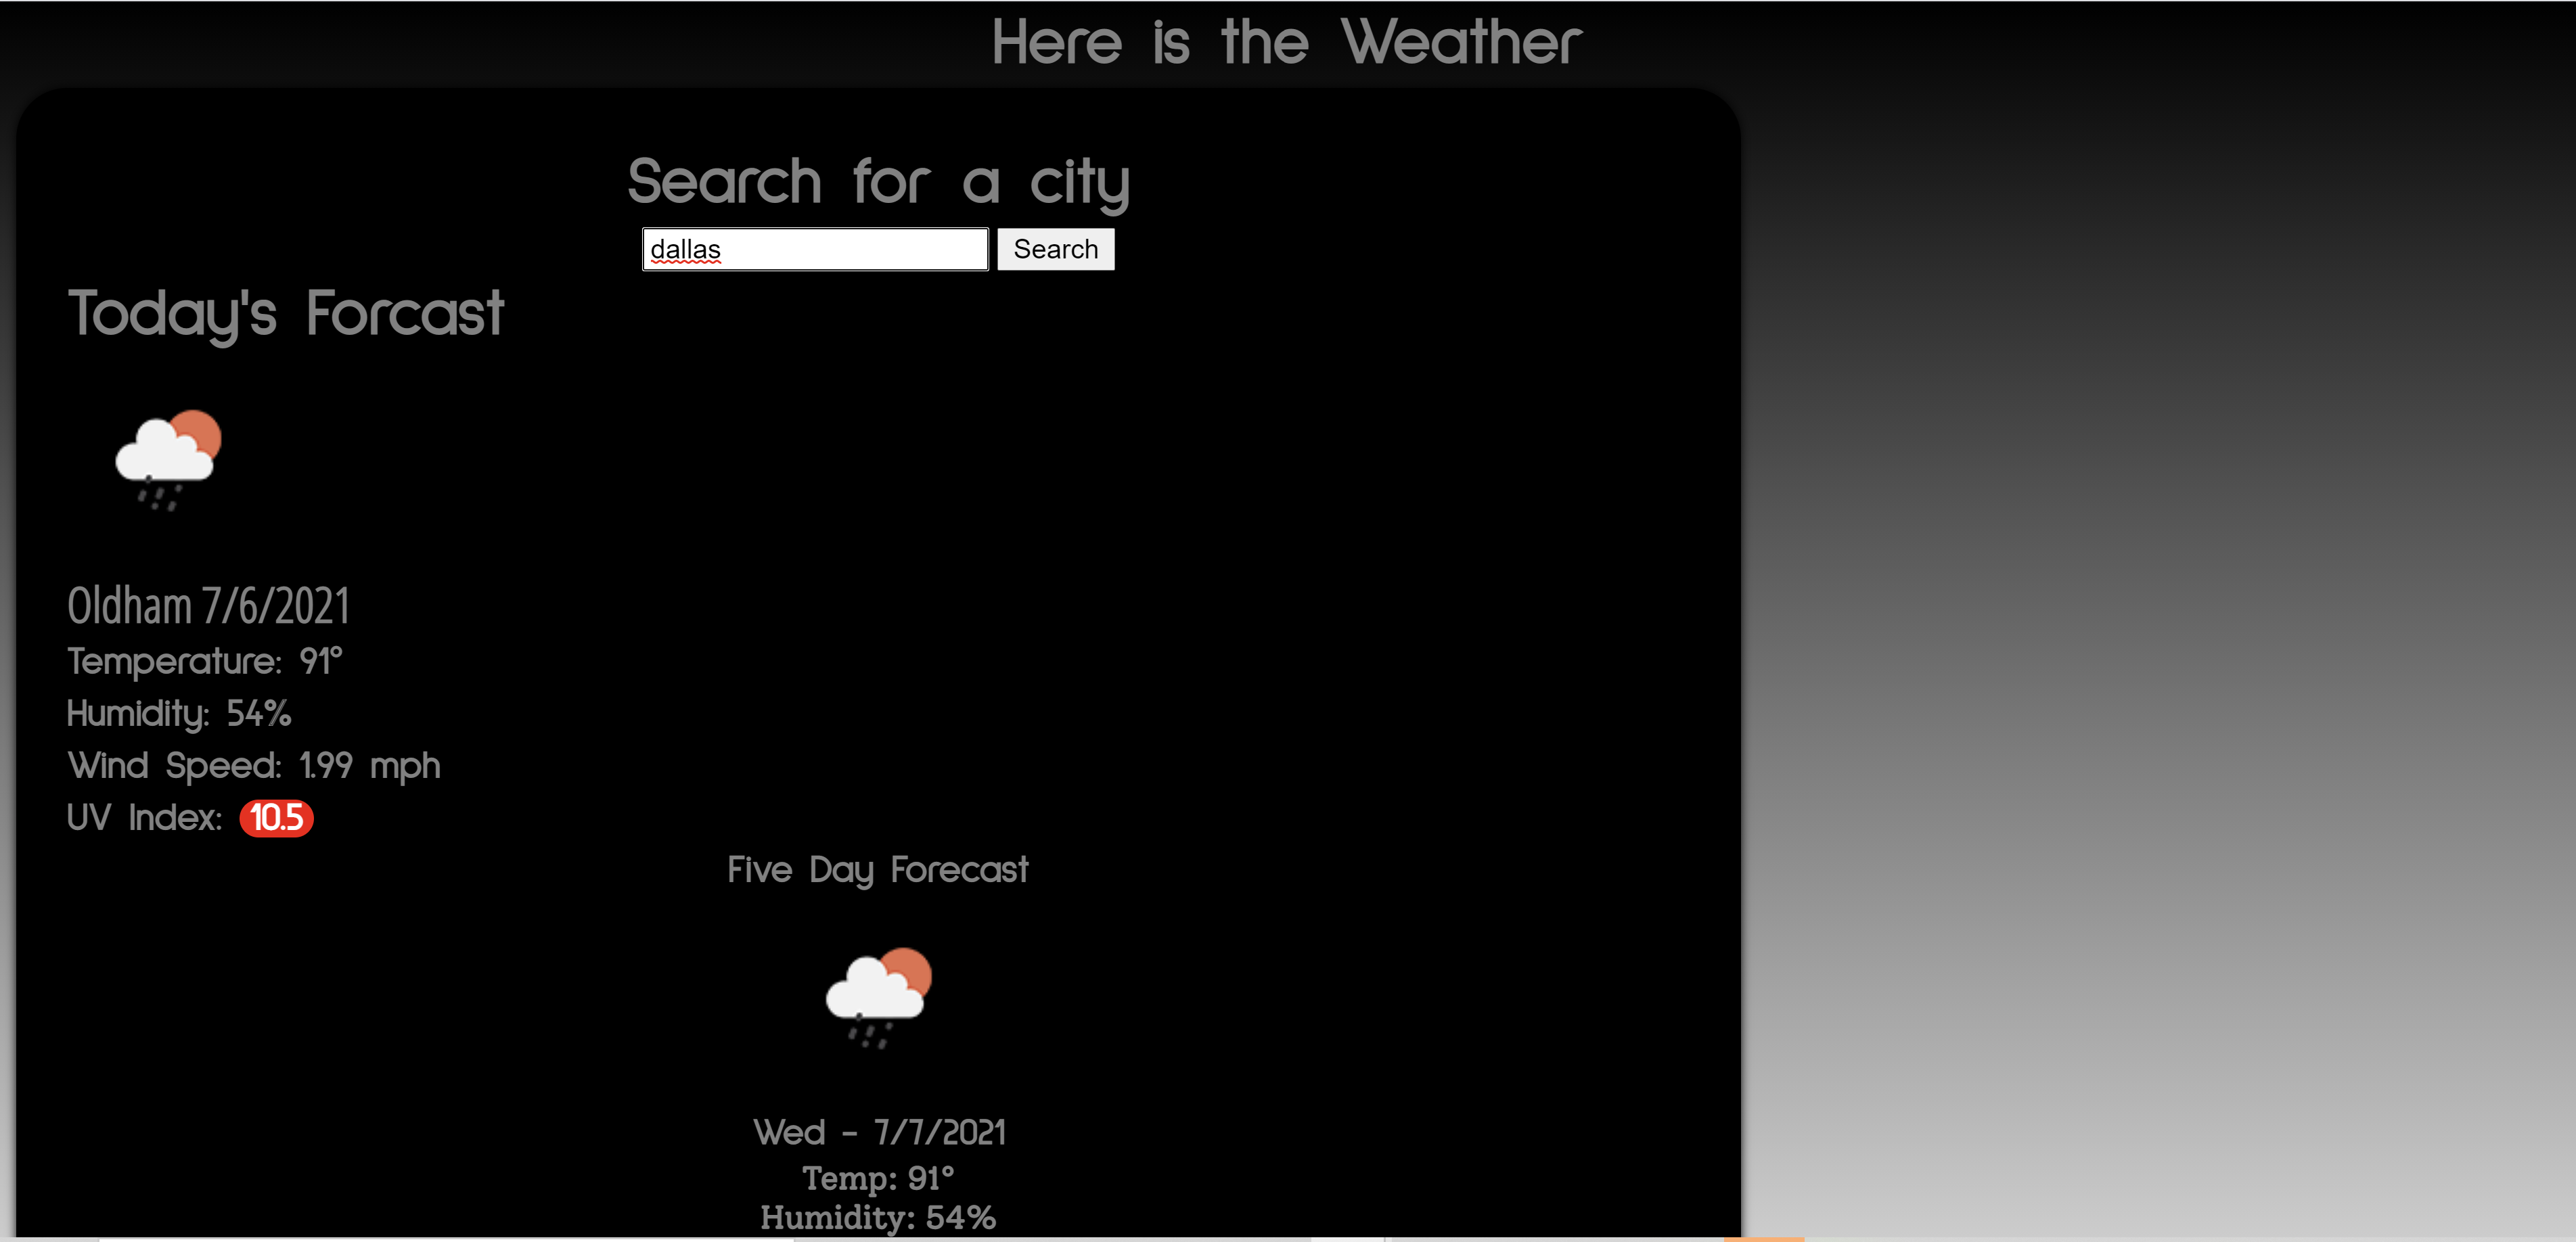 Here is the Weather
Search for a city
dallas Search
Today's Forcast
Oldham 7/6/2021
Temperature: 91°
Humidity: 54%
Wind Speed: 1.99 mph
UV Index: 10.5
Five Day Forecast
Wed - 7/7/2021
Temp: 91°
Humidity: 54%